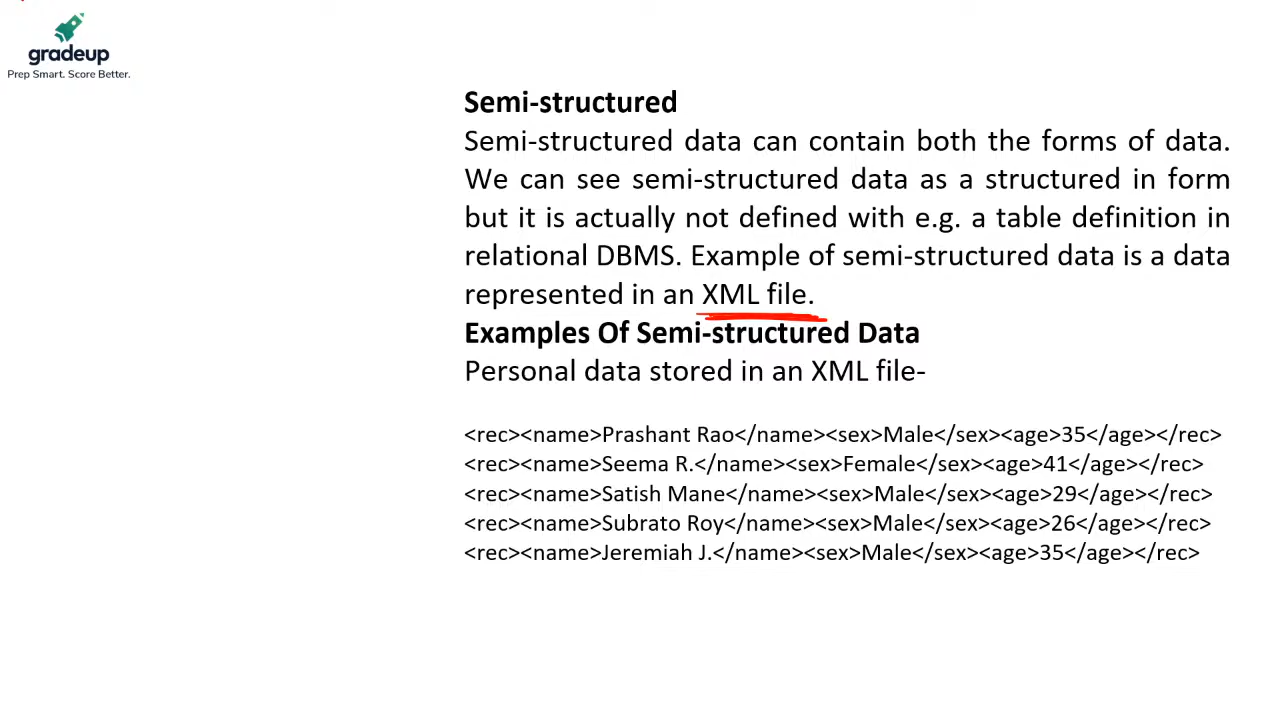 gradeup
Prep Smart. Score Better.
Semi-structured
Semi-structured data can contain both the forms of data.
We can see semi-structured data as a structured in form
but it is actually not defined with e.g. a table definition in
relational DBMS. Example of semi-structured data is a data
represented in an XML file.
Examples Of Semi-structured Data
Personal data stored in an XML file-
<rec><name>Prashant Rao</name><sex>Male</sex><age>35</age></rec>
<rec><name>Seema R.</name><sex>Female</sex><age>41</age></rec>
<rec><name>Satish Mane</name><sex>Male</sex><age>29</age></rec>
<rec><name>Subrato Roy</name><sex>Male</sex><age>26</age></rec>
<rec><name>Jeremiah J.</name><sex>Male</sex><age>35</age></rec>